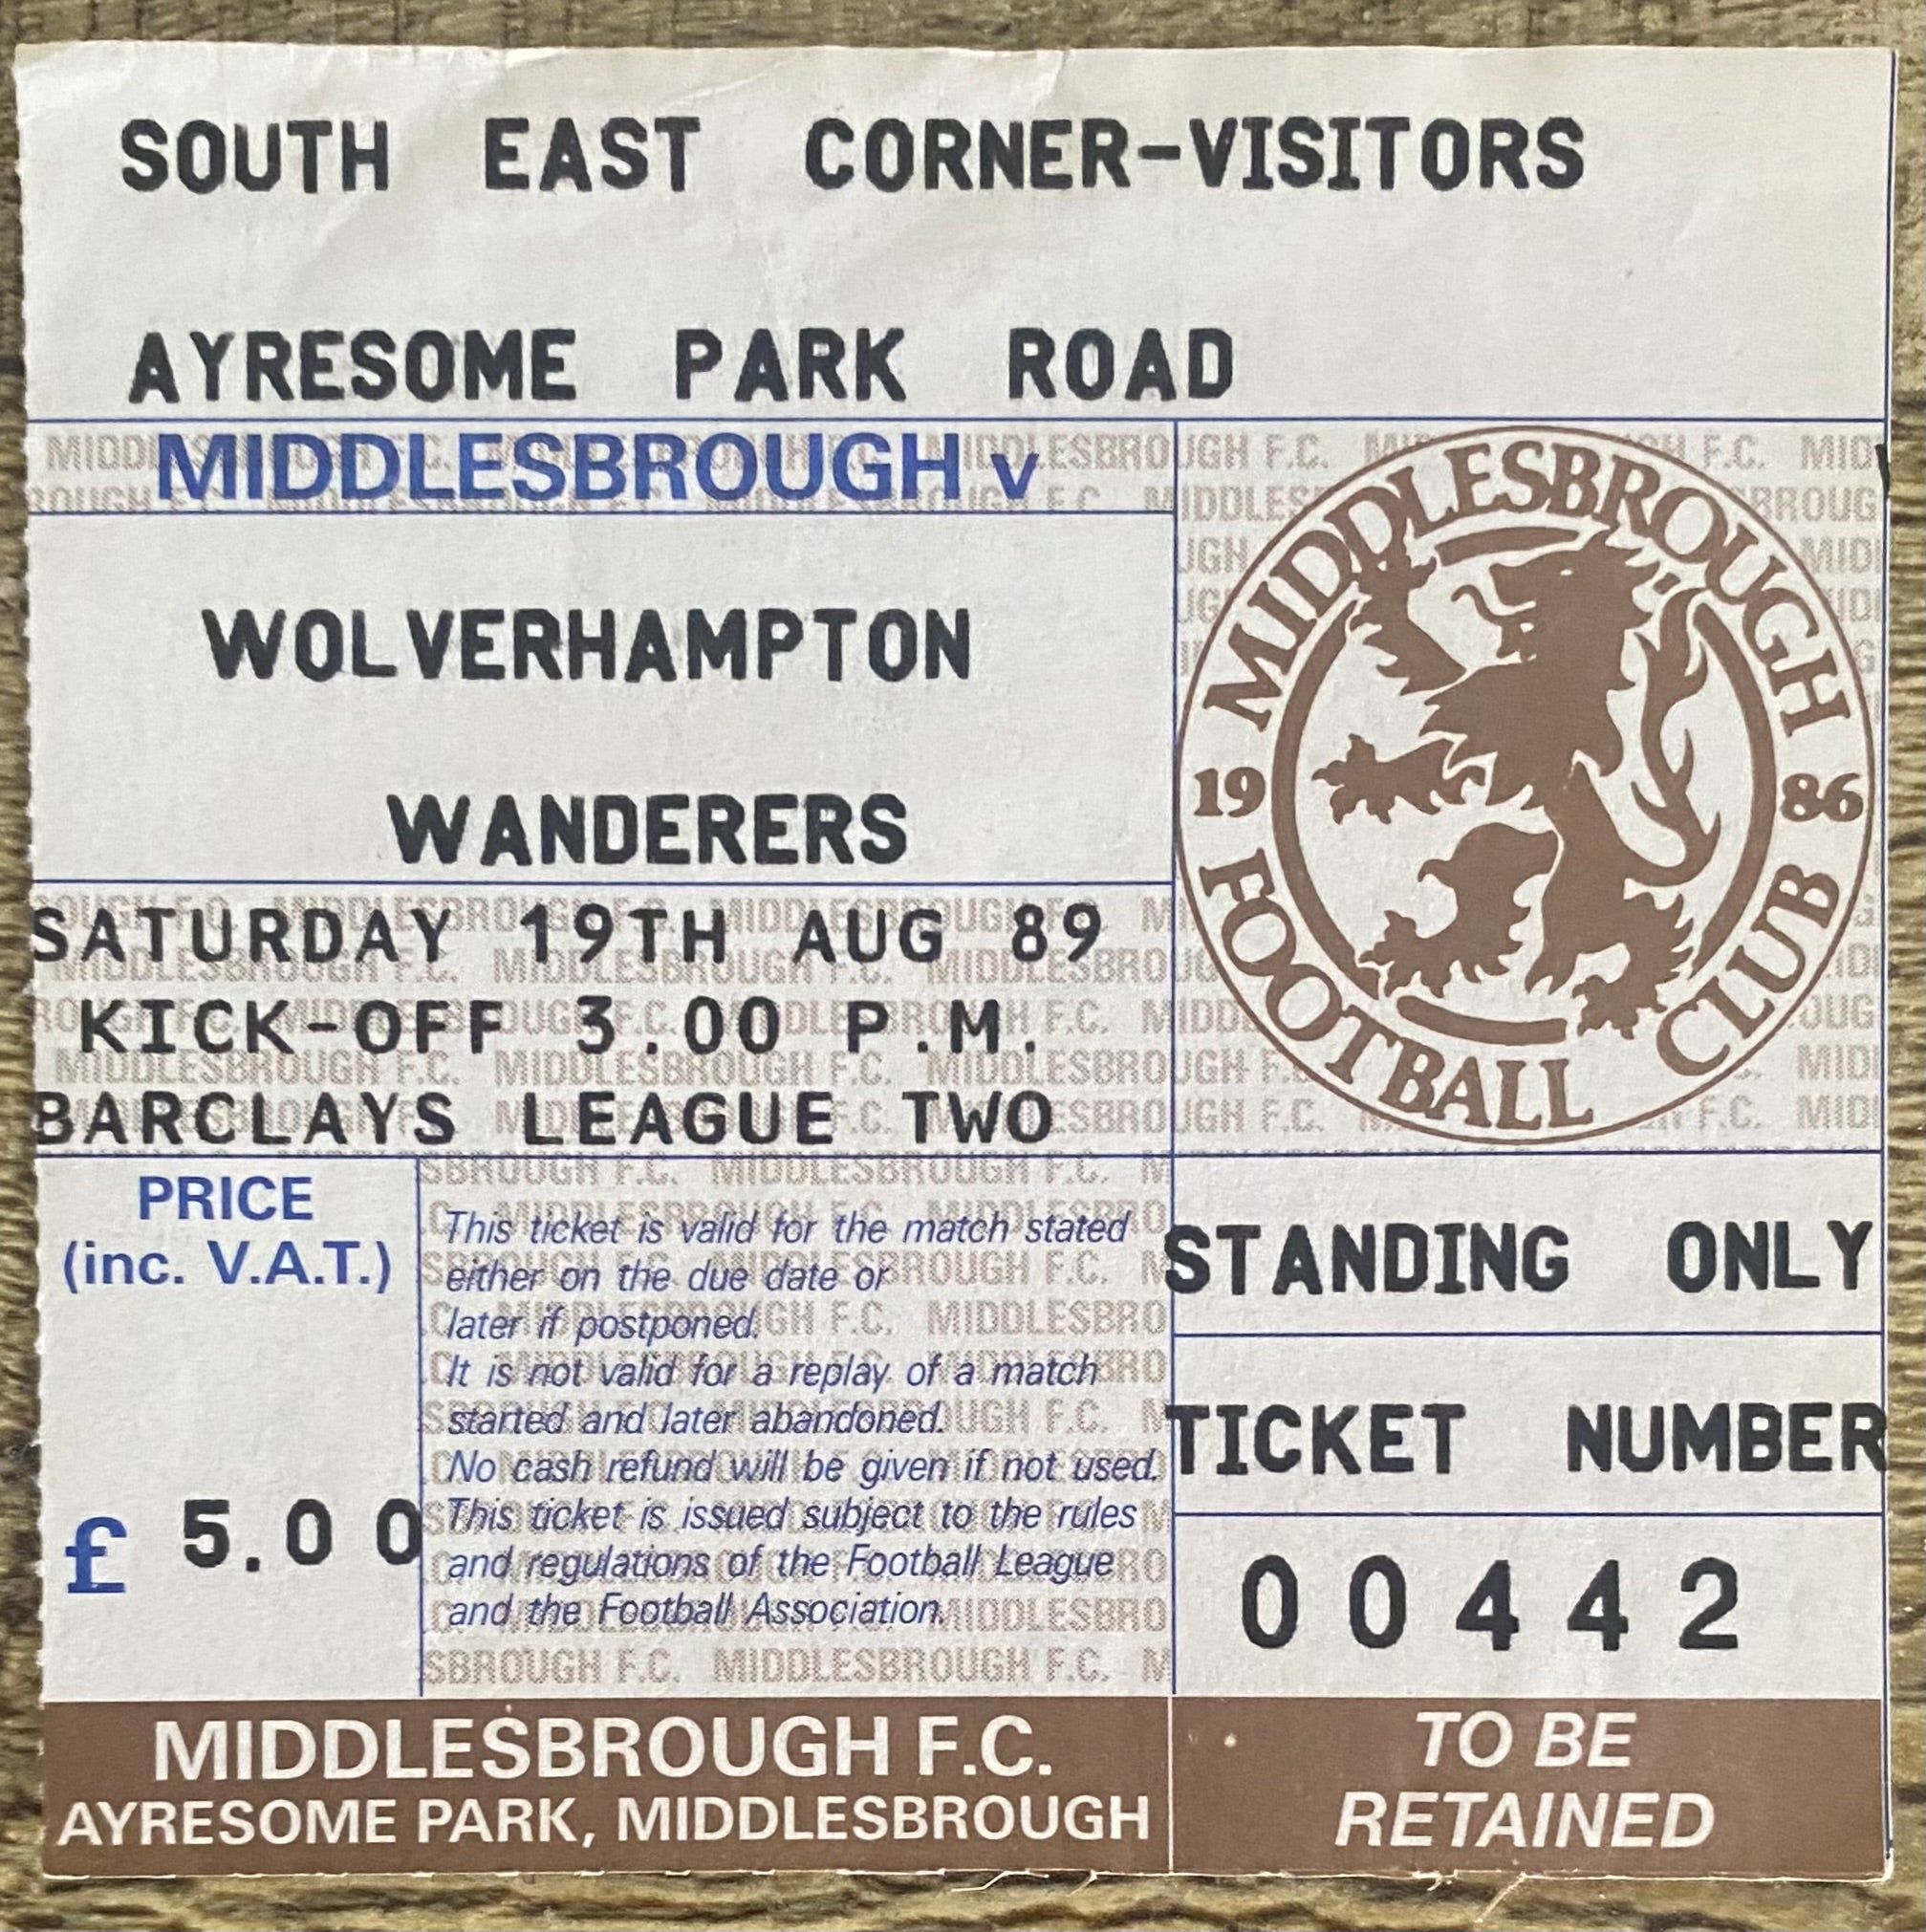 SOUTH EAST CORNER-VISITORS
AYRESOME PARK ROAD
MIDDLESBROUGH v
WOLVERHAMPTON
WANDERERS
SATURDAY 19TH AUG 89
KICK-OFF 3.00 P.M.
BARCLAYS LEAGUE TWO
MIDDLESBROUGH
19 86
FOOTBALL CLUB
PRICE
(inc. V.A.T.)
£ 5.00
This ticket is valid for the match stated
either on the due date or
later if postponed.
It is not valid for a replay of a match
started and later abandoned.
No cash refund will be given if not used.
This ticket is issued subject to the rules
and regulations of the Football League
and the Football Association.
STANDING ONLY
TICKET NUMBER
00442
MIDDLESBROUGH F.C.
AYRESOME PARK, MIDDLESBROUGH
TO BE
RETAINED